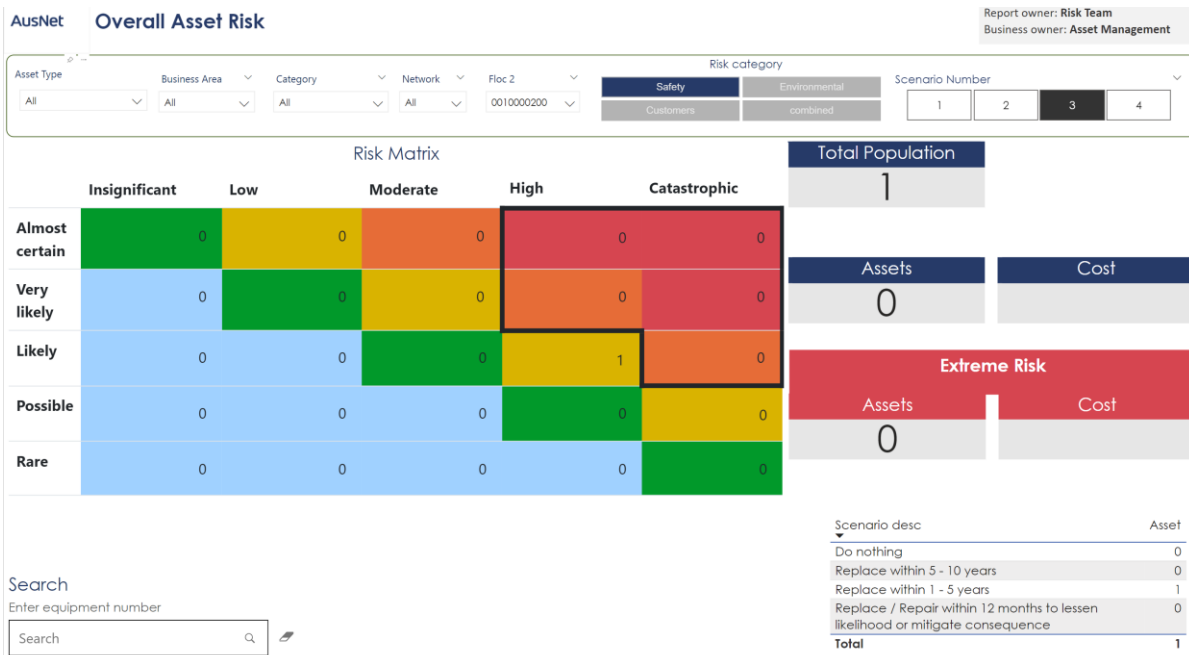 AusNet Overall Asset Risk
Report owner: Risk Team
Business owner: Asset Management
Asset Type Business Area Category Network Floc 2
All All All All 0010000200
Risk category
Safety Environmental
Customers combined
Scenario Number
1 2 3 4
Risk Matrix
Insignificant Low Moderate High Catastrophic
Almost certain 0 0 0 0 0
Very likely 0 0 0 0 0
Likely 0 0 0 1 0
Possible 0 0 0 0 0
Rare 0 0 0 0 0
Total Population
1
Assets Cost
0
Extreme Risk
Assets Cost
0
Scenario desc Asset
Do nothing 0
Replace within 5 - 10 years 0
Replace within 1 - 5 years 1
Replace / Repair within 12 months to lessen 0
likelihood or mitigate consequence
Total 1
Search
Enter equipment number
Search